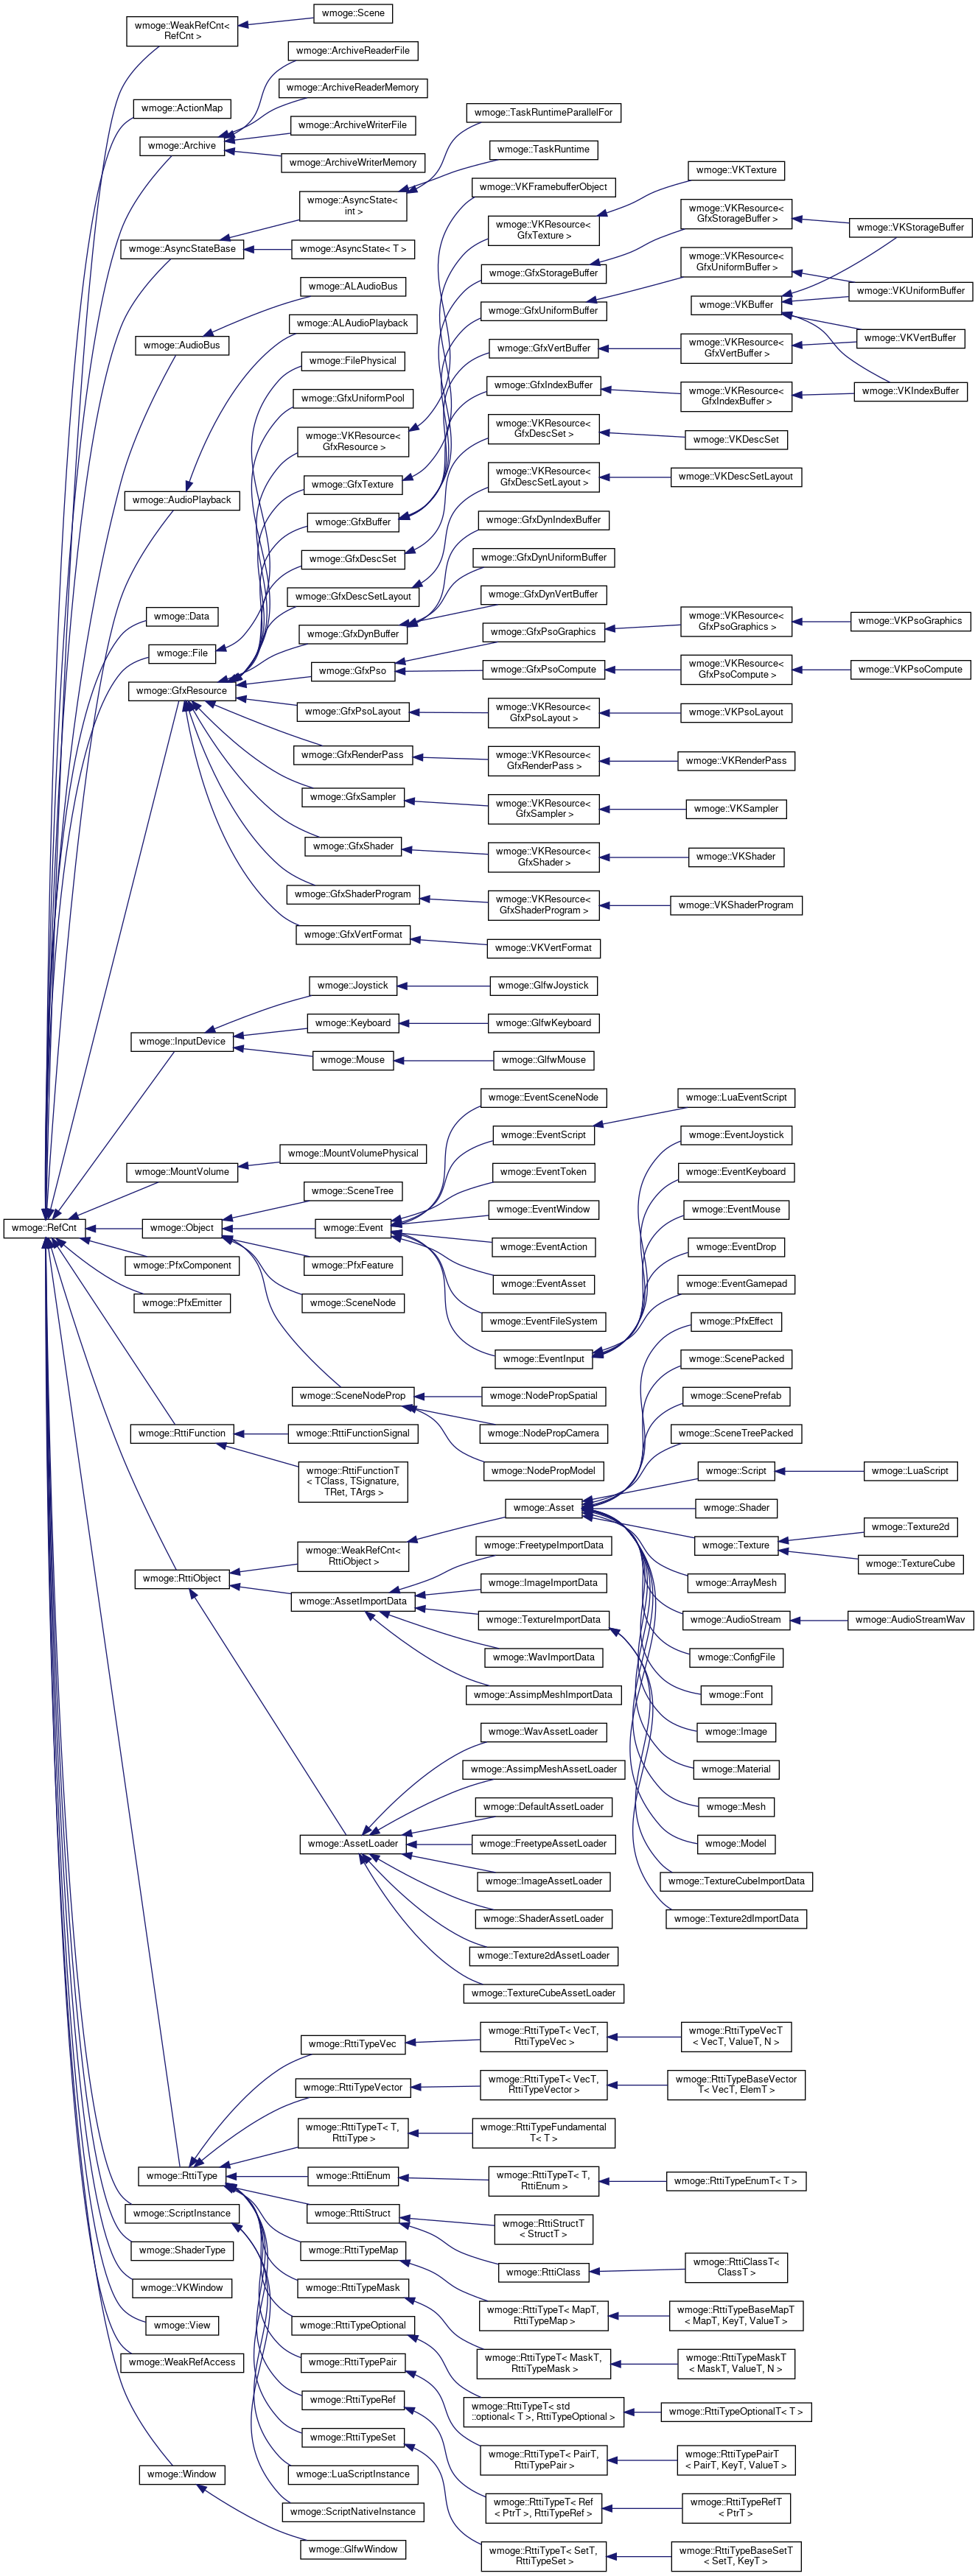 wmoge::RefCnt
wmoge::WeakRefCnt<
RefCnt >
wmoge::Scene
wmoge::ActionMap
wmoge::Archive
wmoge::ArchiveReaderFile
wmoge::ArchiveReaderMemory
wmoge::ArchiveWriterFile
wmoge::ArchiveWriterMemory
wmoge::AsyncStateBase
wmoge::AsyncState<
int >
wmoge::TaskRuntimeParallelFor
wmoge::TaskRuntime
wmoge::AsyncState< T >
wmoge::AudioBus
wmoge::ALAudioBus
wmoge::AudioPlayback
wmoge::ALAudioPlayback
wmoge::Data
wmoge::File
wmoge::FilePhysical
wmoge::GfxResource
wmoge::GfxUniformPool
wmoge::VKResource<
GfxResource >
wmoge::VKFramebufferObject
wmoge::GfxTexture
wmoge::VKResource<
GfxTexture >
wmoge::VKTexture
wmoge::GfxBuffer
wmoge::GfxStorageBuffer
wmoge::VKResource<
GfxStorageBuffer >
wmoge::VKStorageBuffer
wmoge::GfxUniformBuffer
wmoge::VKResource<
GfxUniformBuffer >
wmoge::VKUniformBuffer
wmoge::VKBuffer
wmoge::GfxVertBuffer
wmoge::VKResource<
GfxVertBuffer >
wmoge::VKVertBuffer
wmoge::GfxIndexBuffer
wmoge::VKResource<
GfxIndexBuffer >
wmoge::VKIndexBuffer
wmoge::GfxDescSet
wmoge::VKResource<
GfxDescSet >
wmoge::VKDescSet
wmoge::GfxDescSetLayout
wmoge::VKResource<
GfxDescSetLayout >
wmoge::VKDescSetLayout
wmoge::GfxDynBuffer
wmoge::GfxDynIndexBuffer
wmoge::GfxDynUniformBuffer
wmoge::GfxDynVertBuffer
wmoge::GfxPso
wmoge::GfxPsoGraphics
wmoge::VKResource<
GfxPsoGraphics >
wmoge::VKPsoGraphics
wmoge::GfxPsoCompute
wmoge::VKResource<
GfxPsoCompute >
wmoge::VKPsoCompute
wmoge::GfxPsoLayout
wmoge::VKResource<
GfxPsoLayout >
wmoge::VKPsoLayout
wmoge::GfxRenderPass
wmoge::VKResource<
GfxRenderPass >
wmoge::VKRenderPass
wmoge::GfxSampler
wmoge::VKResource<
GfxSampler >
wmoge::VKSampler
wmoge::GfxShader
wmoge::VKResource<
GfxShader >
wmoge::VKShader
wmoge::GfxShaderProgram
wmoge::VKResource<
GfxShaderProgram >
wmoge::VKShaderProgram
wmoge::GfxVertFormat
wmoge::VKVertFormat
wmoge::InputDevice
wmoge::Joystick
wmoge::GlfwJoystick
wmoge::Keyboard
wmoge::GlfwKeyboard
wmoge::Mouse
wmoge::GlfwMouse
wmoge::MountVolume
wmoge::MountVolumePhysical
wmoge::Object
wmoge::SceneTree
wmoge::Event
wmoge::EventSceneNode
wmoge::EventScript
wmoge::LuaEventScript
wmoge::EventToken
wmoge::EventWindow
wmoge::EventAction
wmoge::EventAsset
wmoge::EventFileSystem
wmoge::EventInput
wmoge::EventJoystick
wmoge::EventKeyboard
wmoge::EventMouse
wmoge::EventDrop
wmoge::EventGamepad
wmoge::PfxFeature
wmoge::SceneNode
wmoge::SceneNodeProp
wmoge::NodePropSpatial
wmoge::NodePropCamera
wmoge::NodePropModel
wmoge::PfxComponent
wmoge::PfxEmitter
wmoge::RttiFunction
wmoge::RttiFunctionSignal
wmoge::RttiFunctionT
< TClass, TSignature,
TRet, TArgs >
wmoge::RttiObject
wmoge::WeakRefCnt<
RttiObject >
wmoge::Asset
wmoge::PfxEffect
wmoge::ScenePacked
wmoge::ScenePrefab
wmoge::SceneTreePacked
wmoge::Script
wmoge::LuaScript
wmoge::Shader
wmoge::Texture
wmoge::Texture2d
wmoge::TextureCube
wmoge::ArrayMesh
wmoge::AudioStream
wmoge::AudioStreamWav
wmoge::ConfigFile
wmoge::Font
wmoge::Image
wmoge::Material
wmoge::Mesh
wmoge::Model
wmoge::AssetImportData
wmoge::FreetypeImportData
wmoge::ImageImportData
wmoge::TextureImportData
wmoge::TextureCubeImportData
wmoge::Texture2dImportData
wmoge::WavImportData
wmoge::AssimpMeshImportData
wmoge::AssetLoader
wmoge::WavAssetLoader
wmoge::AssimpMeshAssetLoader
wmoge::DefaultAssetLoader
wmoge::FreetypeAssetLoader
wmoge::ImageAssetLoader
wmoge::ShaderAssetLoader
wmoge::Texture2dAssetLoader
wmoge::TextureCubeAssetLoader
wmoge::RttiType
wmoge::RttiTypeVec
wmoge::RttiTypeT< VecT,
RttiTypeVec >
wmoge::RttiTypeVecT
< VecT, ValueT, N >
wmoge::RttiTypeVector
wmoge::RttiTypeT< VecT,
RttiTypeVector >
wmoge::RttiTypeBaseVector
T< VecT, ElemT >
wmoge::RttiTypeT< T,
RttiType >
wmoge::RttiTypeFundamental
T< T >
wmoge::RttiEnum
wmoge::RttiTypeT< T,
RttiEnum >
wmoge::RttiTypeEnumT< T >
wmoge::RttiStruct
wmoge::RttiStructT
< StructT >
wmoge::RttiClass
wmoge::RttiClassT<
ClassT >
wmoge::RttiTypeMap
wmoge::RttiTypeT< MapT,
RttiTypeMap >
wmoge::RttiTypeBaseMapT
< MapT, KeyT, ValueT >
wmoge::RttiTypeMask
wmoge::RttiTypeT< MaskT,
RttiTypeMask >
wmoge::RttiTypeMaskT
< MaskT, ValueT, N >
wmoge::RttiTypeOptional
wmoge::RttiTypeT< std
::optional< T >, RttiTypeOptional >
wmoge::RttiTypeOptionalT< T >
wmoge::RttiTypePair
wmoge::RttiTypeT< PairT,
RttiTypePair >
wmoge::RttiTypePairT
< PairT, KeyT, ValueT >
wmoge::RttiTypeRef
wmoge::RttiTypeT< Ref
< PtrT >, RttiTypeRef >
wmoge::RttiTypeRefT
< PtrT >
wmoge::RttiTypeSet
wmoge::RttiTypeT< SetT,
RttiTypeSet >
wmoge::RttiTypeBaseSetT
< SetT, KeyT >
wmoge::ScriptInstance
wmoge::LuaScriptInstance
wmoge::ScriptNativeInstance
wmoge::ShaderType
wmoge::VKWindow
wmoge::View
wmoge::WeakRefAccess
wmoge::Window
wmoge::GlfwWindow